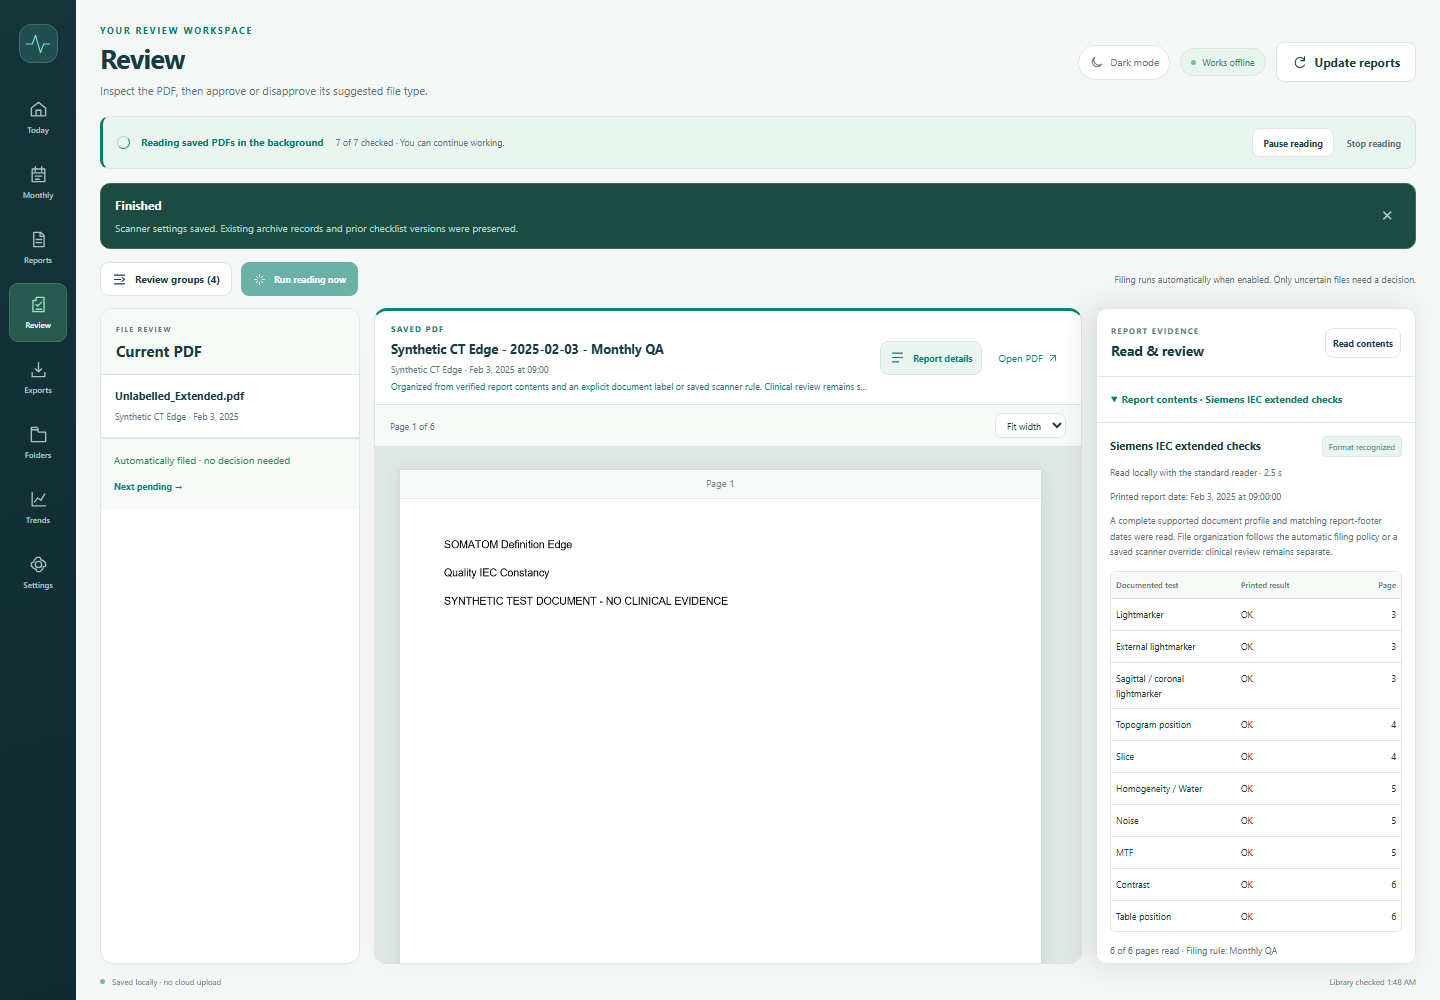 YOUR REVIEW WORKSPACE
Review
Inspect the PDF, then approve or disapprove its suggested file type.
Dark mode
Works offline
Update reports
Today
Monthly
Reports
Review
Exports
Folders
Trends
Settings
Reading saved PDFs in the background
7 of 7 checked · You can continue working.
Pause reading
Stop reading
Finished
Scanner settings saved. Existing archive records and prior checklist versions were preserved.
Review groups (4)
Run reading now
Filing runs automatically when enabled. Only uncertain files need a decision.
FILE REVIEW
Current PDF
Unlabelled_Extended.pdf
Synthetic CT Edge · Feb 3, 2025
Automatically filed · no decision needed
Next pending →
SAVED PDF
Synthetic CT Edge - 2025-02-03 - Monthly QA
Synthetic CT Edge · Feb 3, 2025 at 09:00
Organized from verified report contents and an explicit document label or saved scanner rule. Clinical review remains s...
Report details
Open PDF
Page 1 of 6
Fit width
Page 1
SOMATOM Definition Edge
Quality IEC Constancy
SYNTHETIC TEST DOCUMENT - NO CLINICAL EVIDENCE
REPORT EVIDENCE
Read & review
Read contents
▼ Report contents · Siemens IEC extended checks
Siemens IEC extended checks
Format recognized
Read locally with the standard reader · 2.5 s
Printed report date: Feb 3, 2025 at 09:00:00
A complete supported document profile and matching report-footer
dates were read. File organization follows the automatic filing policy or a
saved scanner override; clinical review remains separate.
Documented test Printed result Page
Lightmarker OK 3
External lightmarker OK 3
Sagittal / coronal lightmarker OK 3
Topogram position OK 4
Slice OK 4
Homogeneity / Water OK 5
Noise OK 5
MTF OK 5
Contrast OK 6
Table position OK 6
6 of 6 pages read · Filing rule: Monthly QA
Saved locally · no cloud upload
Library checked 1:48 AM